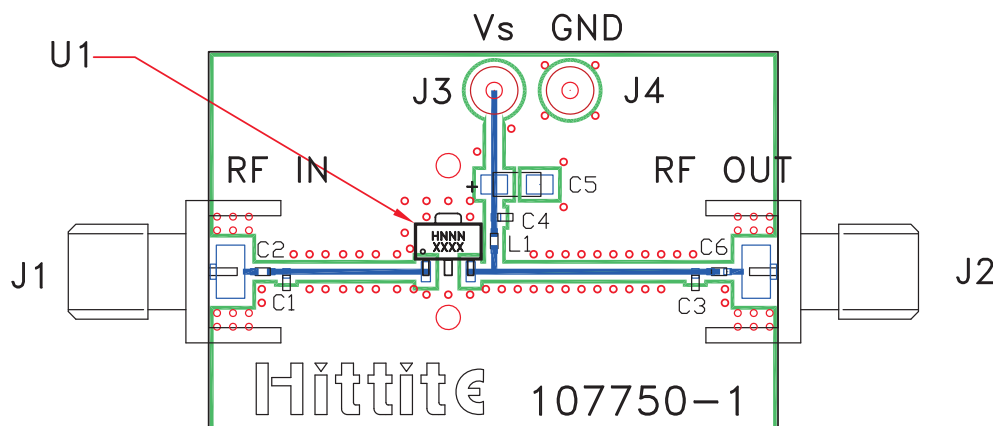 Vs GND
U1
J3 J4
RF IN RF OUT
+ C5
C4
HNNN
XXXX
L1
C2 C6
J1 J2
C1 C3
Hittite 107750-1